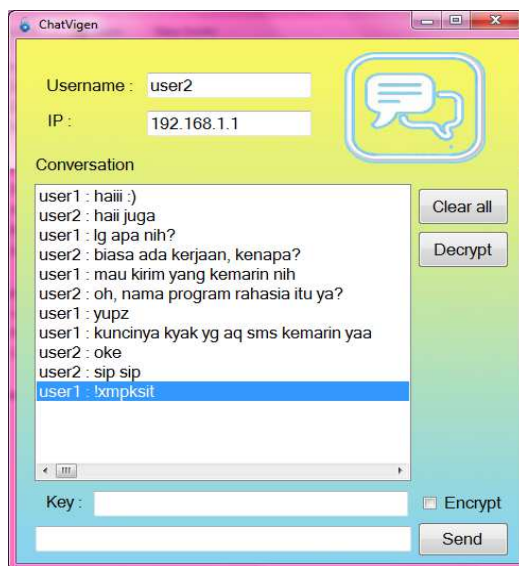 ChatVigen
Username : user2
IP : 192.168.1.1
Conversation
user1 : haiii :)
user2 : haii juga
user1 : lg apa nih?
user2 : biasa ada kerjaan, kenapa?
user1 : mau kirim yang kemarin nih
user2 : oh, nama program rahasia itu ya?
user1 : yupz
user1 : kuncinya kyak yg aq sms kemarin yaa
user2 : oke
user2 : sip sip
user1 : !xmpksit
Clear all
Decrypt
Key :
Encrypt
Send